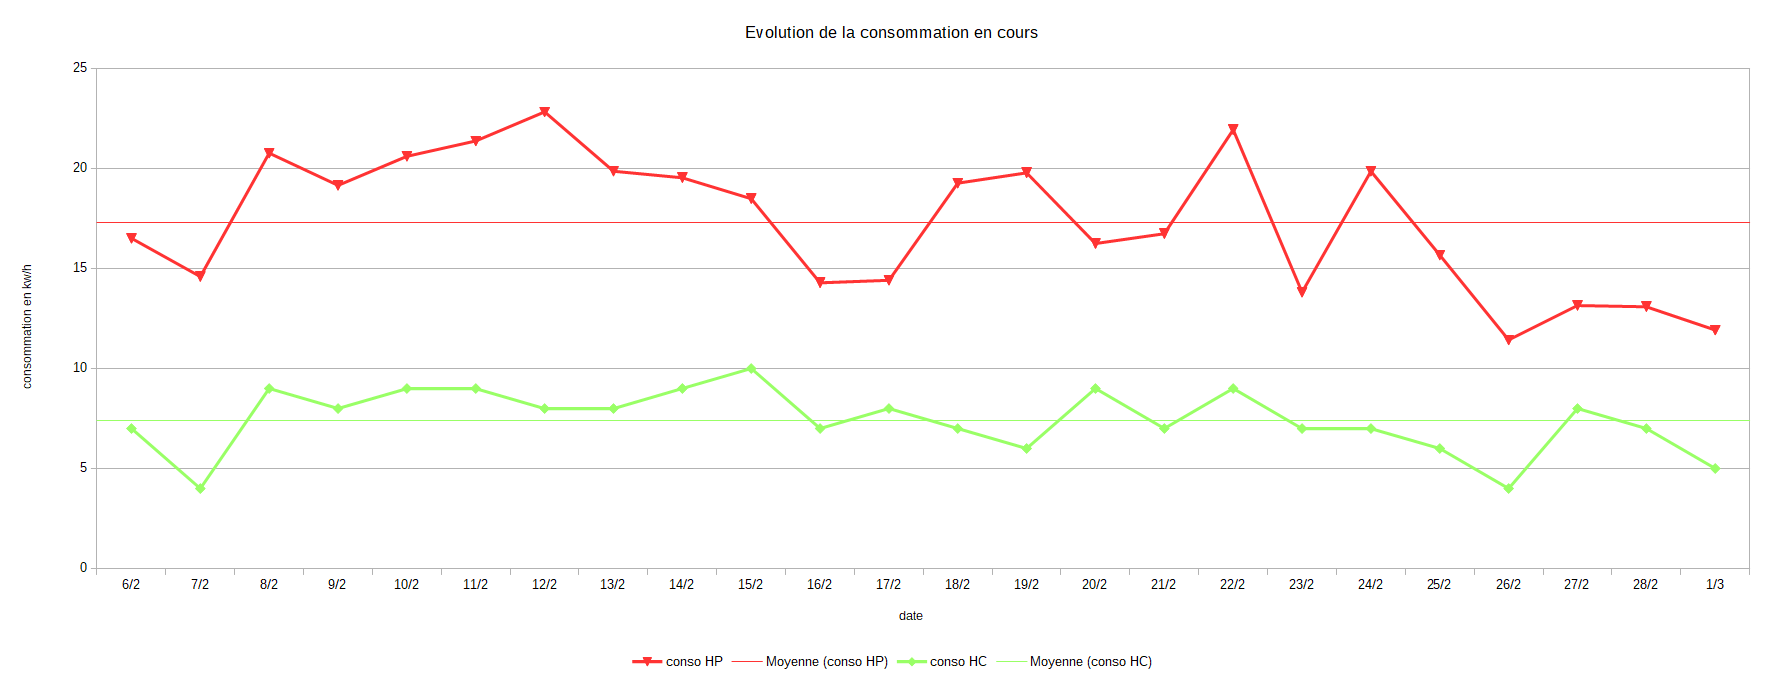 Evolution de la consommation en cours
25
20
15
10
5
0
consommation en kw/h
6/2 7/2 8/2 9/2 10/2 11/2 12/2 13/2 14/2 15/2 16/2 17/2 18/2 19/2 20/2 21/2 22/2 23/2 24/2 25/2 26/2 27/2 28/2 1/3
date
conso HP Moyenne (conso HP) conso HC Moyenne (conso HC)